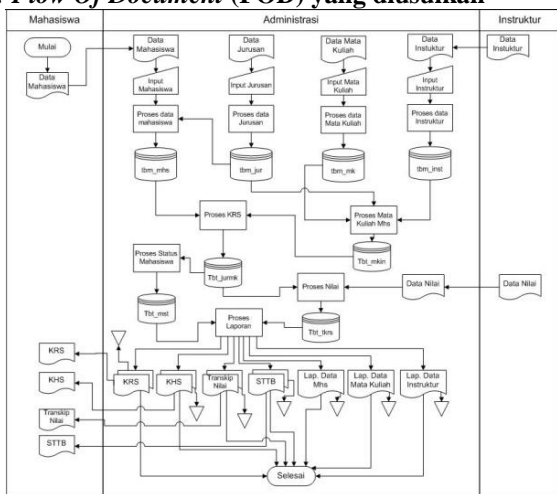 Flow Of Document (FOD) yang diusulkan
Mahasiswa
Administrasi
Instruktur
Mulai
Data
Mahasiswa
Data
Mahasiswa
Data
Jurusan
Data Mata
Kuliah
Data
Instuktur
Data
Instuktur
Input
Mahasiswa
Input Jurusan
Input Mata
Kuliah
Input
Instruktur
Proses data
mahasiswa
Proses data
Jurusan
Proses data
Mata Kuliah
Proses data
Instruktur
tbm_mhs
tbm_jur
tbm_mk
tbm_inst
Proses KRS
Proses Mata
Kuliah Mhs
Proses Status
Mahasiswa
Tbt_jurmk
Tbt_mkin
Proses Nilai
Data Nilai
Data Nilai
Tbt_mst
Proses
Laporan
Tbt_tkrs
KRS
KHS
Transkip
Nilai
STTB
KRS
KHS
Transkip
Nilai
STTB
Lap. Data
Mhs
Lap. Data
Mata Kuliah
Lap. Data
Instruktur
Selesai